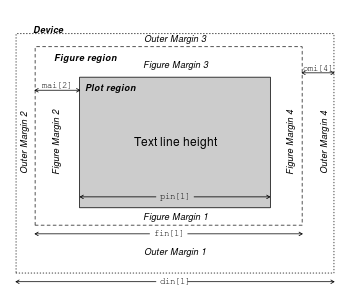 Device
Outer Margin 3
Figure region
Figure Margin 3
omi[4]
mai[2]
Plot region
Outer Margin 2
Figure Margin 2
Text line height
Figure Margin 4
Outer Margin 4
pin[1]
Figure Margin 1
fin[1]
Outer Margin 1
din[1]